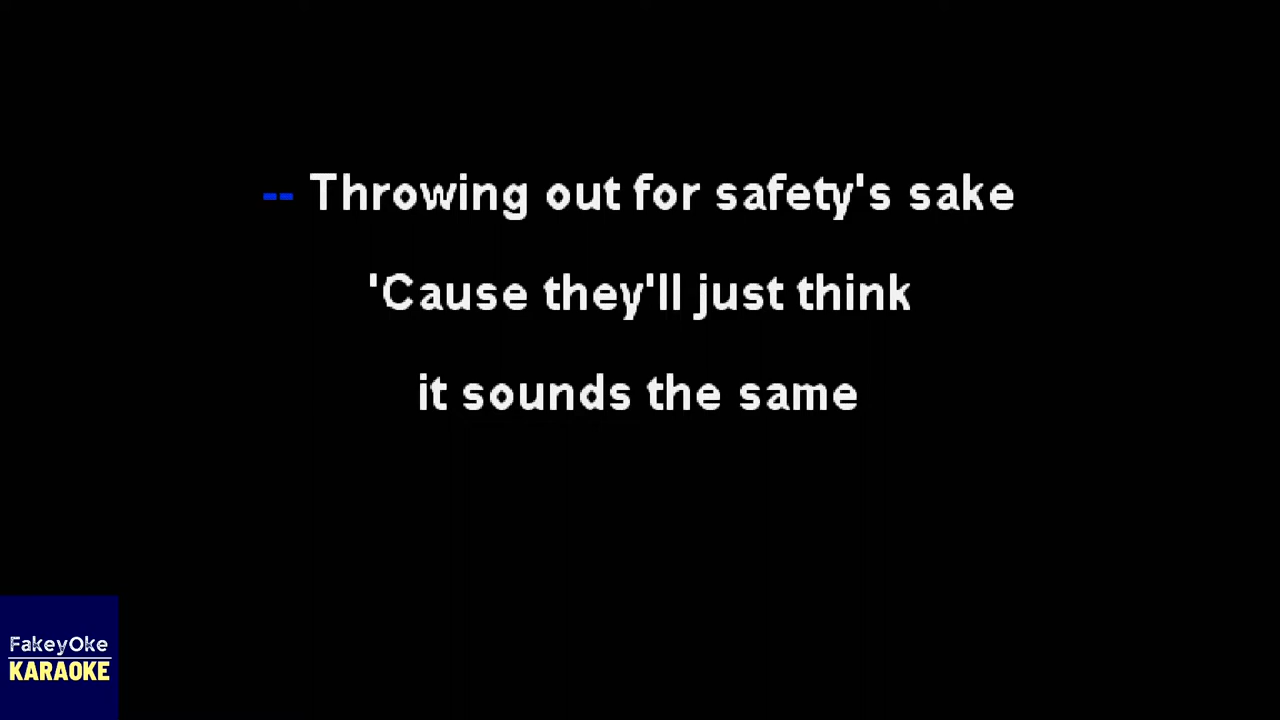 -- Throwing out for safety's sake
'Cause they'll just think
it sounds the same
FakeyOke
KARAOKE